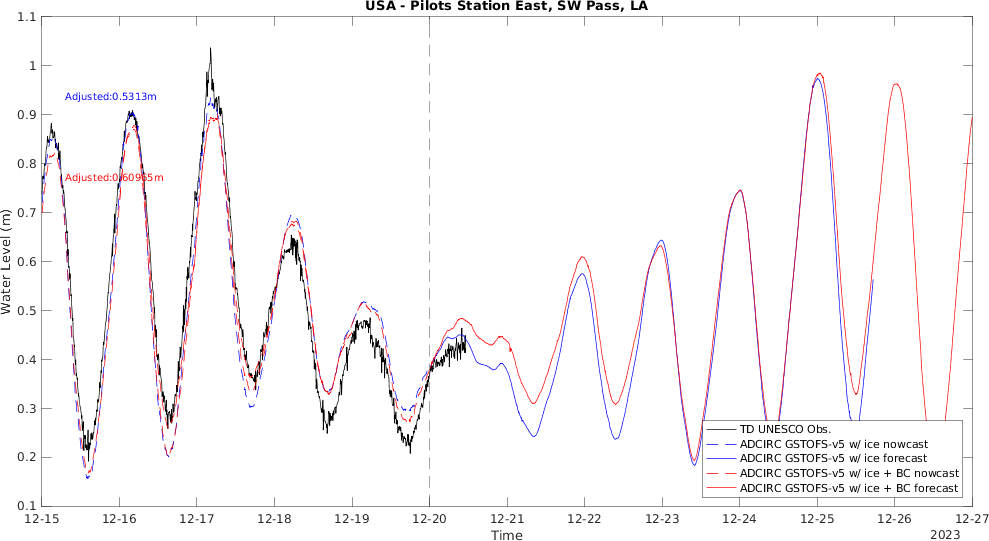 USA - Pilots Station East, SW Pass, LA
Water Level (m)
1.1
1
0.9
0.8
0.7
0.6
0.5
0.4
0.3
0.2
0.1
Adjusted:0.5313m
Adjusted:0.60965m
TD UNESCO Obs.
ADCIRC GSTOFS-v5 w/ ice nowcast
ADCIRC GSTOFS-v5 w/ ice forecast
ADCIRC GSTOFS-v5 w/ ice + BC nowcast
ADCIRC GSTOFS-v5 w/ ice + BC forecast
12-15 12-16 12-17 12-18 12-19 12-20 12-21 12-22 12-23 12-24 12-25 12-26 12-27
Time
2023